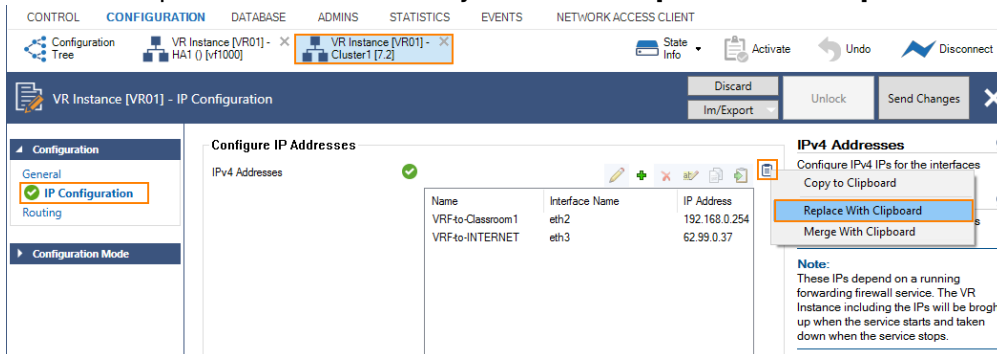 CONTROL CONFIGURATION DATABASE ADMINS STATISTICS EVENTS NETWORK ACCESS CLIENT
Configuration Tree
VR Instance [VR01] - HA1 () [vf1000]
VR Instance [VR01] - Cluster1 [7.2]
State Info
Activate
Undo
Disconnect
VR Instance [VR01] - IP Configuration
Discard
Im/Export
Unlock
Send Changes
Configuration
General
IP Configuration
Routing
Configuration Mode
Configure IP Addresses
IPv4 Addresses
Name Interface Name IP Address
VRF-to-Classroom1 eth2 192.168.0.254
VRF-to-INTERNET eth3 62.99.0.37
IPv4 Addresses
Configure IPv4 IPs for the interfaces
Copy to Clipboard
Replace With Clipboard
Merge With Clipboard
Note:
These IPs depend on a running
forwarding firewall service. The VR
Instance including the IPs will be brogh
up when the service starts and taken
down when the service stops.